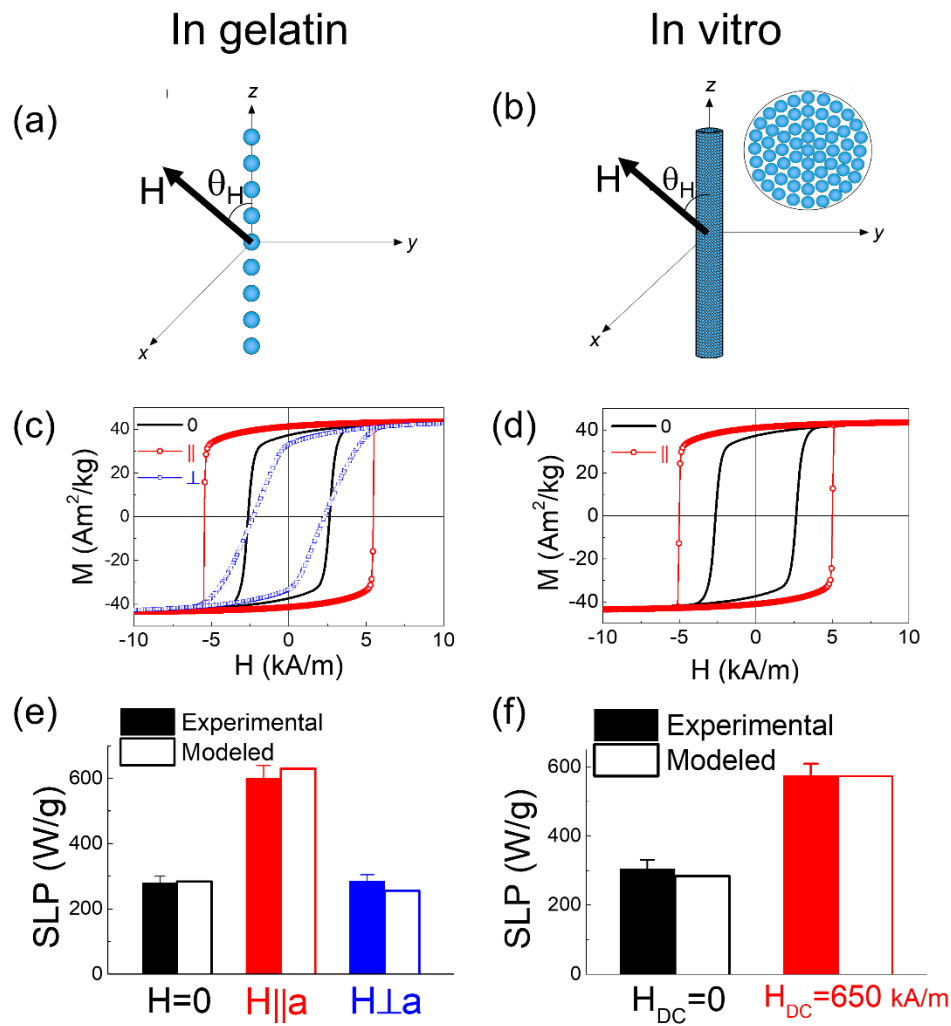 In gelatin
In vitro
(a)
z
H
θH
y
x
(b)
z
H
θH
y
x
(c)
M (Am²/kg)
40
20
0
-20
-40
0
||
⊥
-10
-5
0
5
10
H (kA/m)
(d)
M (Am²/kg)
40
20
0
-20
-40
0
||
-10
-5
0
5
10
H (kA/m)
(e)
Experimental
Modeled
SLP (W/g)
600
400
200
0
H=0
H||a
H⊥a
(f)
Experimental
Modeled
SLP (W/g)
600
400
200
0
HDC=0
HDC=650 kA/m